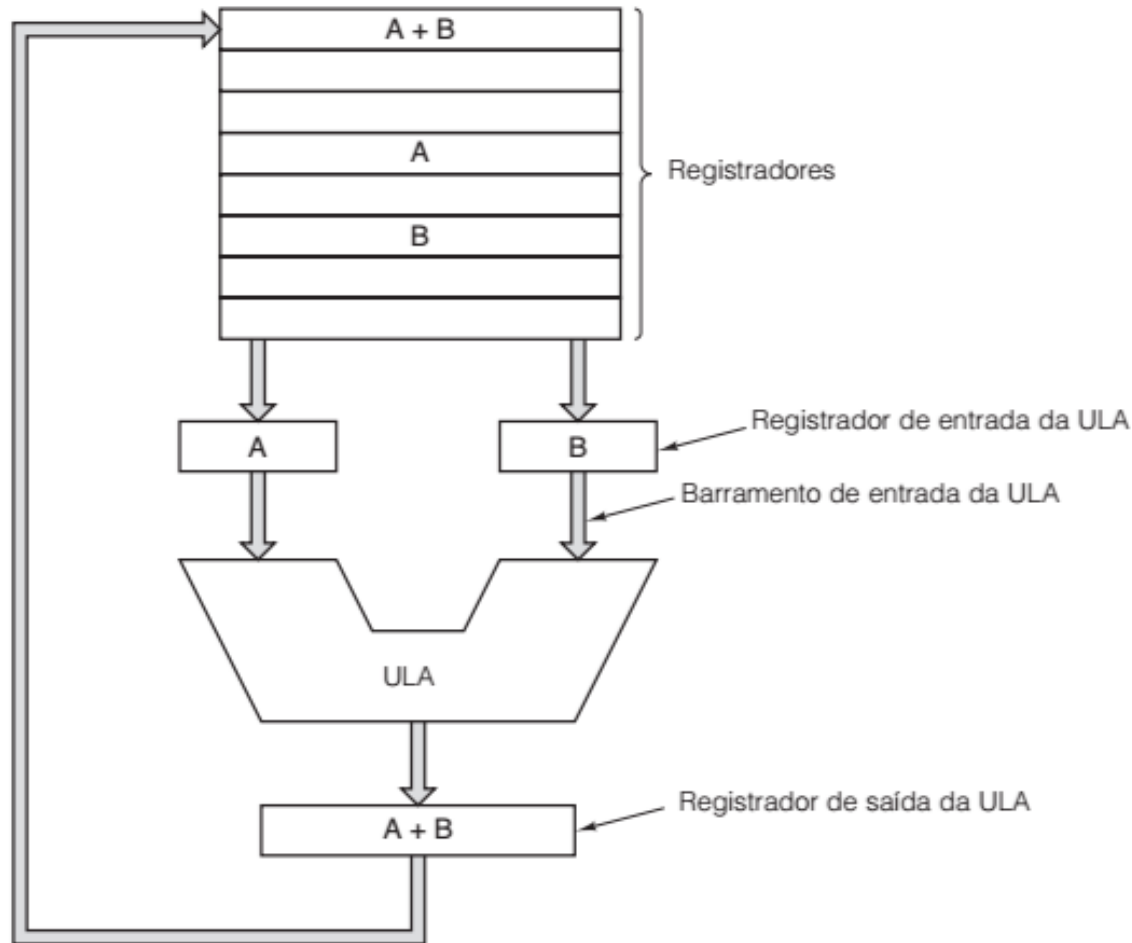 A + B
A
Registradores
B
Registrador de entrada da ULA
A
B
Barramento de entrada da ULA
ULA
Registrador de saída da ULA
A + B